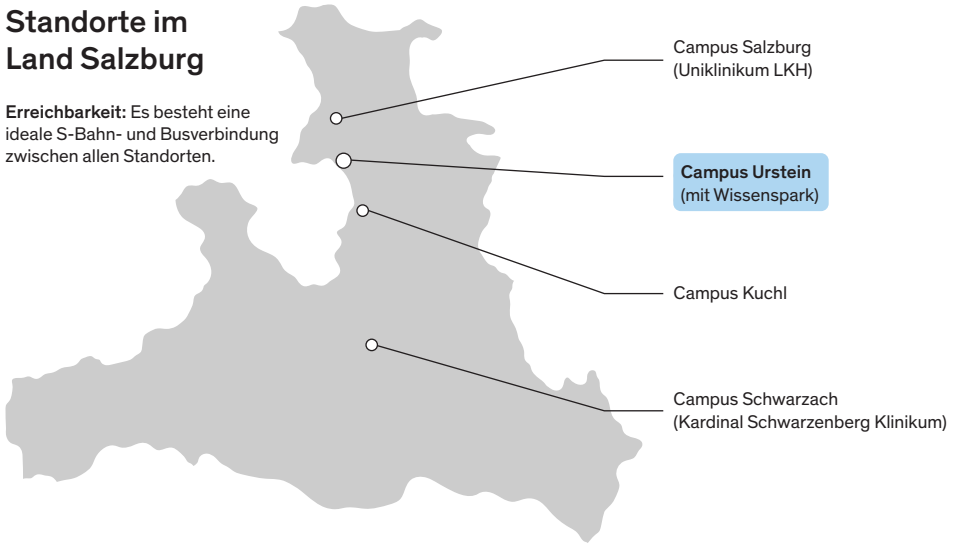 Standorte im
Land Salzburg
Erreichbarkeit: Es besteht eine
ideale S-Bahn- und Busverbindung
zwischen allen Standorten.
Campus Salzburg
(Uniklinikum LKH)
Campus Urstein
(mit Wissenspark)
Campus Kuchl
Campus Schwarzach
(Kardinal Schwarzenberg Klinikum)